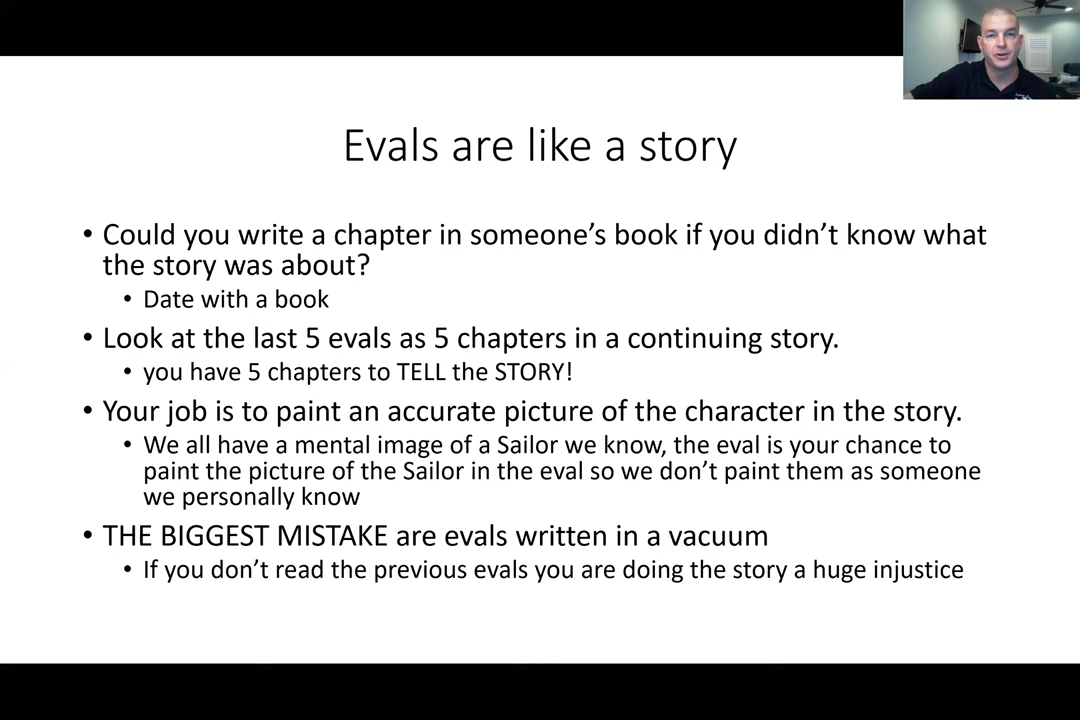 Evals are like a story
• Could you write a chapter in someone’s book if you didn’t know what
the story was about?
• Date with a book
• Look at the last 5 evals as 5 chapters in a continuing story.
• you have 5 chapters to TELL the STORY!
• Your job is to paint an accurate picture of the character in the story.
• We all have a mental image of a Sailor we know, the eval is your chance to
paint the picture of the Sailor in the eval so we don’t paint them as someone
we personally know
• THE BIGGEST MISTAKE are evals written in a vacuum
• If you don’t read the previous evals you are doing the story a huge injustice